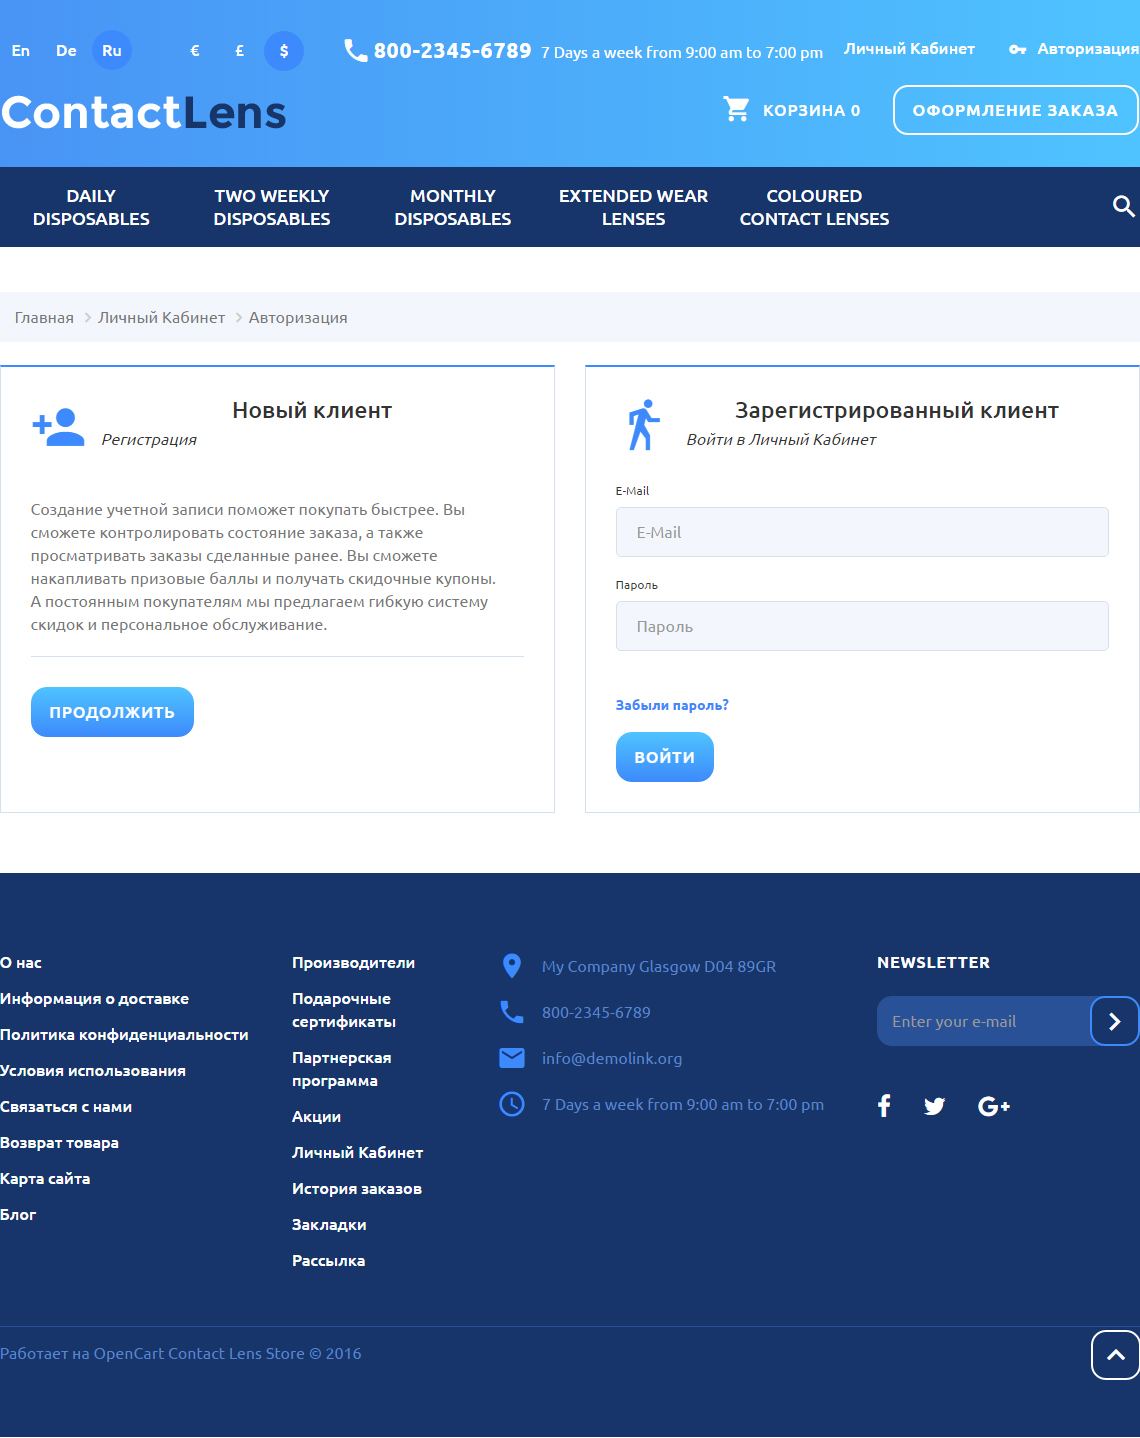 En De Ru € £ $ 800-2345-6789 7 Days a week from 9:00 am to 7:00 pm Личный Кабинет Авторизация
ContactLens
КОРЗИНА 0
ОФОРМЛЕНИЕ ЗАКАЗА
DAILY
DISPOSABLES
TWO WEEKLY
DISPOSABLES
MONTHLY
DISPOSABLES
EXTENDED WEAR
LENSES
COLOURED
CONTACT LENSES
Главная Личный Кабинет Авторизация
Новый клиент
Регистрация
Создание учетной записи поможет покупать быстрее. Вы
сможете контролировать состояние заказа, а также
просматривать заказы сделанные ранее. Вы сможете
накапливать призовые баллы и получать скидочные купоны.
А постоянным покупателям мы предлагаем гибкую систему
скидок и персональное обслуживание.
ПРОДОЛЖИТЬ
Зарегистрированный клиент
Войти в Личный Кабинет
E-Mail
E-Mail
Пароль
Пароль
Забыли пароль?
ВОЙТИ
О нас
Информация о доставке
Политика конфиденциальности
Условия использования
Связаться с нами
Возврат товара
Карта сайта
Блог
Производители
Подарочные
сертификаты
Партнерская
программа
Акции
Личный Кабинет
История заказов
Закладки
Рассылка
My Company Glasgow D04 89GR
800-2345-6789
info@demolink.org
7 Days a week from 9:00 am to 7:00 pm
NEWSLETTER
Enter your e-mail
Работает на OpenCart Contact Lens Store © 2016